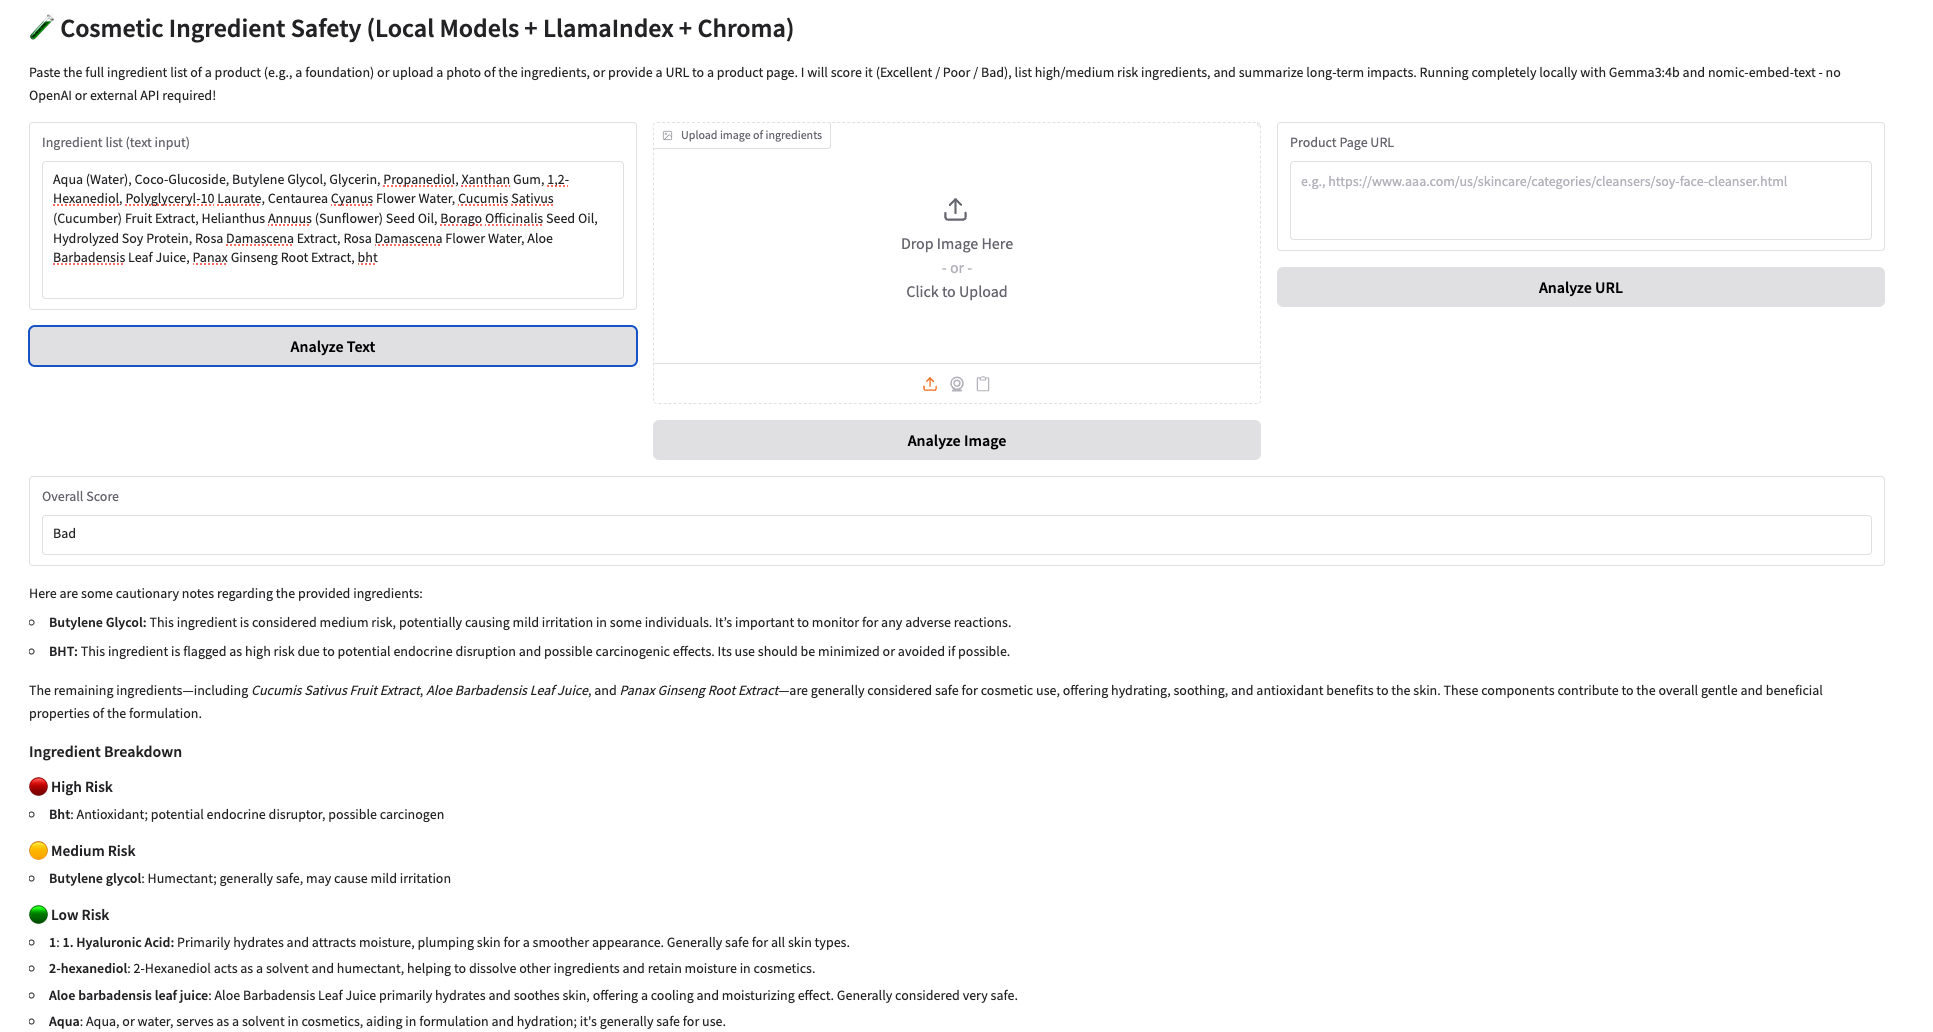 Cosmetic Ingredient Safety (Local Models + LlamaIndex + Chroma)
Paste the full ingredient list of a product (e.g., a foundation) or upload a photo of the ingredients, or provide a URL to a product page. I will score it (Excellent / Poor / Bad), list high/medium risk ingredients, and summarize long-term impacts. Running completely locally with Gemma3:4b and nomic-embed-text - no
OpenAI or external API required!
Ingredient list (text input)
Aqua (Water), Coco-Glucoside, Butylene Glycol, Glycerin, Propanediol, Xanthan Gum, 1,2-
Hexanediol, Polyglyceryl-10 Laurate, Centaurea Cyanus Flower Water, Cucumis Sativus
(Cucumber) Fruit Extract, Helianthus Annuus (Sunflower) Seed Oil, Borago Officinalis Seed Oil,
Hydrolyzed Soy Protein, Rosa Damascena Extract, Rosa Damascena Flower Water, Aloe
Barbadensis Leaf Juice, Panax Ginseng Root Extract, bht
Analyze Text
Upload image of ingredients
Drop Image Here
- or -
Click to Upload
Analyze Image
Product Page URL
e.g., https://www.aaa.com/us/skincare/categories/cleansers/soy-face-cleanser.html
Analyze URL
Overall Score
Bad
Here are some cautionary notes regarding the provided ingredients:
Butylene Glycol: This ingredient is considered medium risk, potentially causing mild irritation in some individuals. It's important to monitor for any adverse reactions.
BHT: This ingredient is flagged as high risk due to potential endocrine disruption and possible carcinogenic effects. Its use should be minimized or avoided if possible.
The remaining ingredients—including Cucumis Sativus Fruit Extract, Aloe Barbadensis Leaf Juice, and Panax Ginseng Root Extract—are generally considered safe for cosmetic use, offering hydrating, soothing, and antioxidant benefits to the skin. These components contribute to the overall gentle and beneficial
properties of the formulation.
Ingredient Breakdown
High Risk
Bht: Antioxidant; potential endocrine disruptor, possible carcinogen
Medium Risk
Butylene glycol: Humectant; generally safe, may cause mild irritation
Low Risk
1: 1. Hyaluronic Acid: Primarily hydrates and attracts moisture, plumping skin for a smoother appearance. Generally safe for all skin types.
2-hexanediol: 2-Hexanediol acts as a solvent and humectant, helping to dissolve other ingredients and retain moisture in cosmetics.
Aloe barbadensis leaf juice: Aloe Barbadensis Leaf Juice primarily hydrates and soothes skin, offering a cooling and moisturizing effect. Generally considered very safe.
Aqua: Aqua, or water, serves as a solvent in cosmetics, aiding in formulation and hydration; it's generally safe for use.